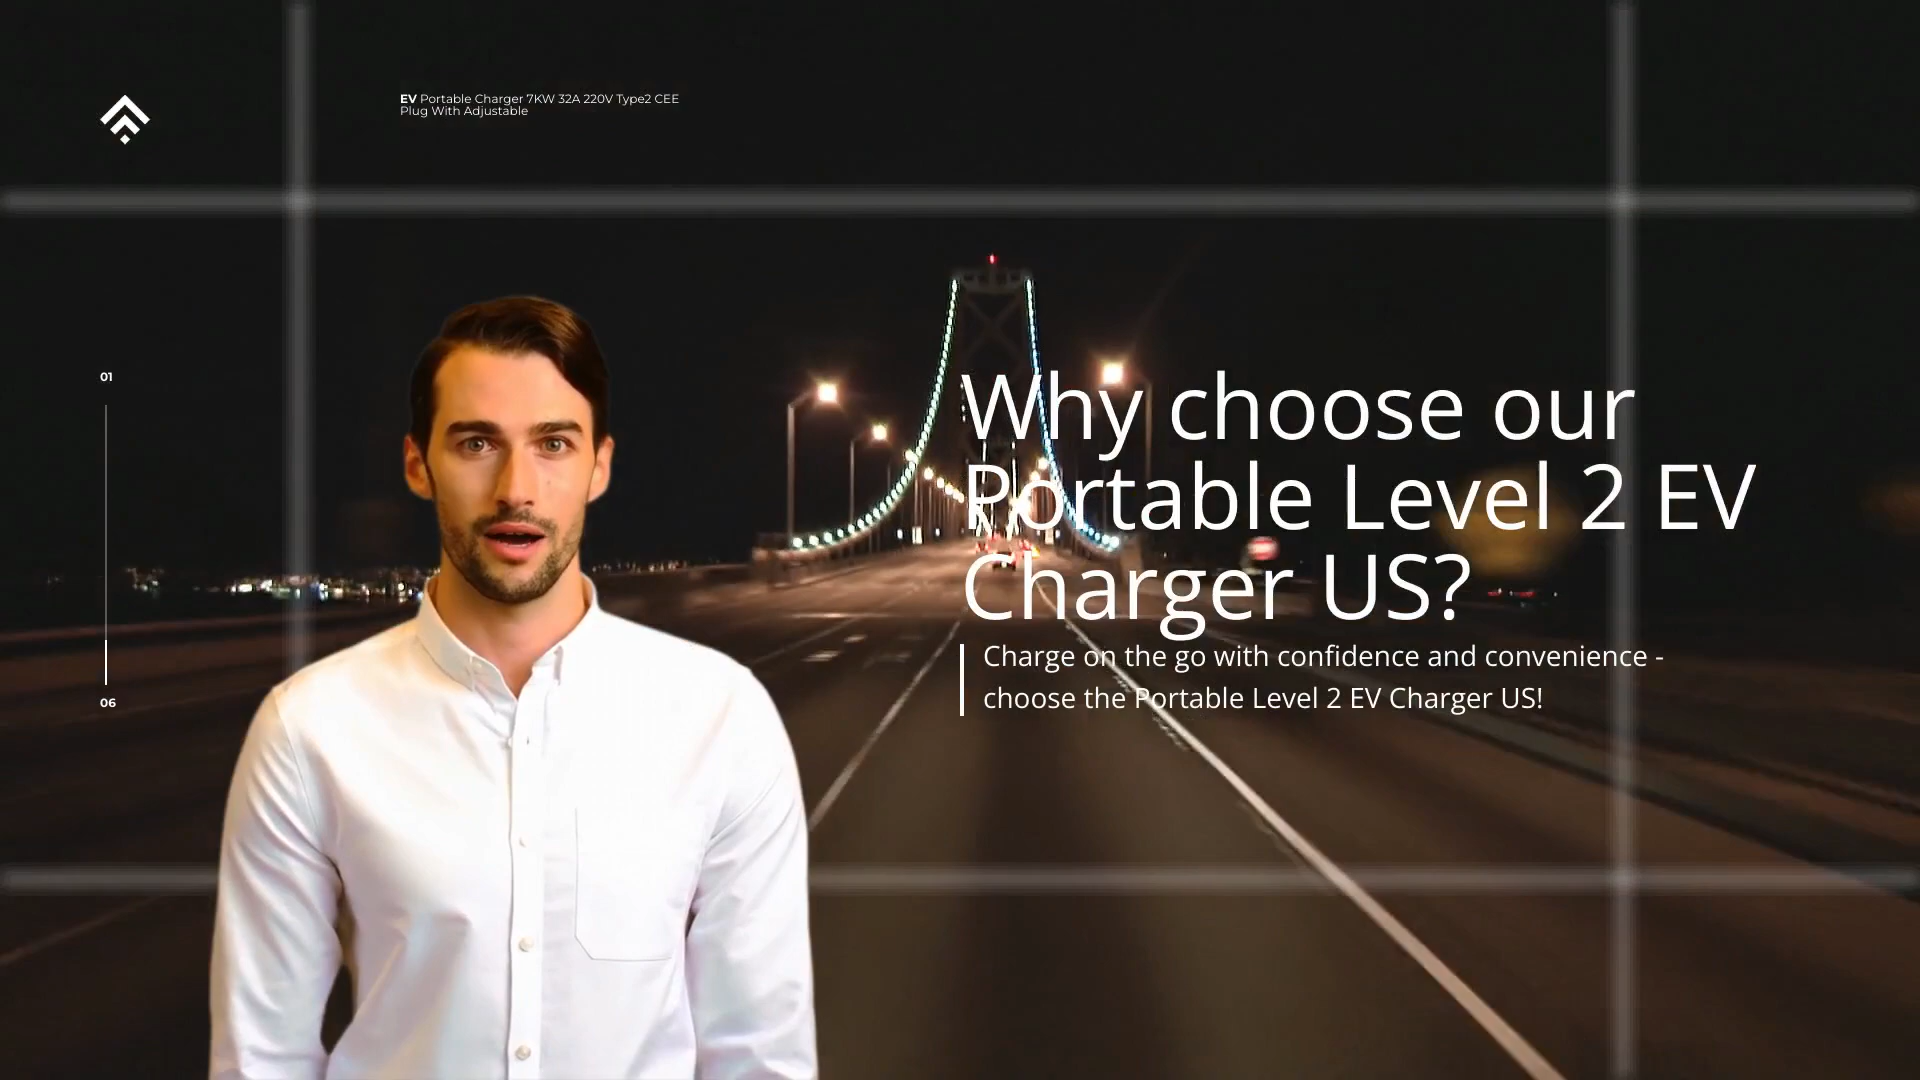 EV Portable Charger 7KW 32A 220V Type2 CEE
Plug With Adjustable
01
06
Why choose our
Portable Level 2 EV
Charger US?
Charge on the go with confidence and convenience -
choose the Portable Level 2 EV Charger US!